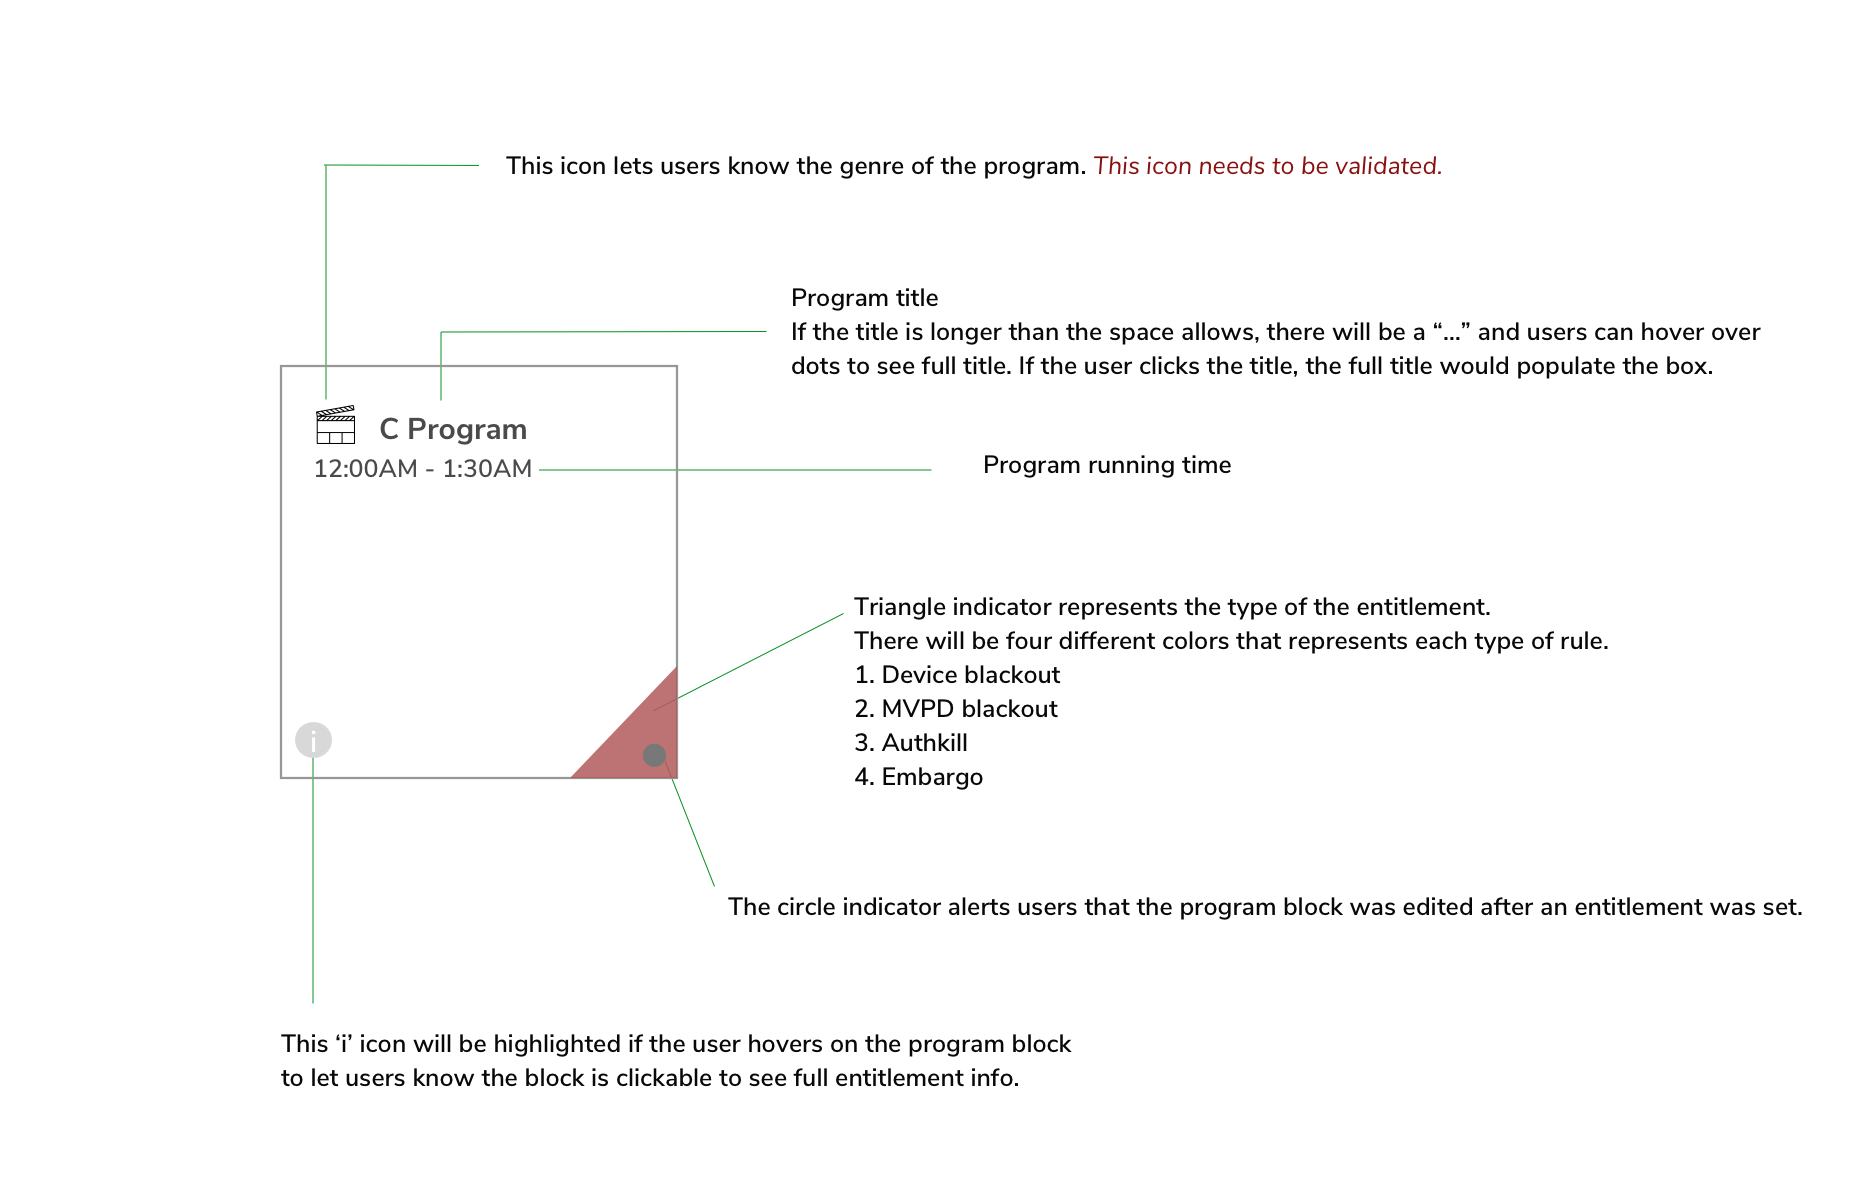 This icon lets users know the genre of the program. This icon needs to be validated.
Program title
If the title is longer than the space allows, there will be a “...” and users can hover over
dots to see full title. If the user clicks the title, the full title would populate the box.
C Program
12:00AM - 1:30AM
Program running time
Triangle indicator represents the type of the entitlement.
There will be four different colors that represents each type of rule.
1. Device blackout
2. MVPD blackout
3. Authkill
4. Embargo
i
The circle indicator alerts users that the program block was edited after an entitlement was set.
This ‘i’ icon will be highlighted if the user hovers on the program block
to let users know the block is clickable to see full entitlement info.